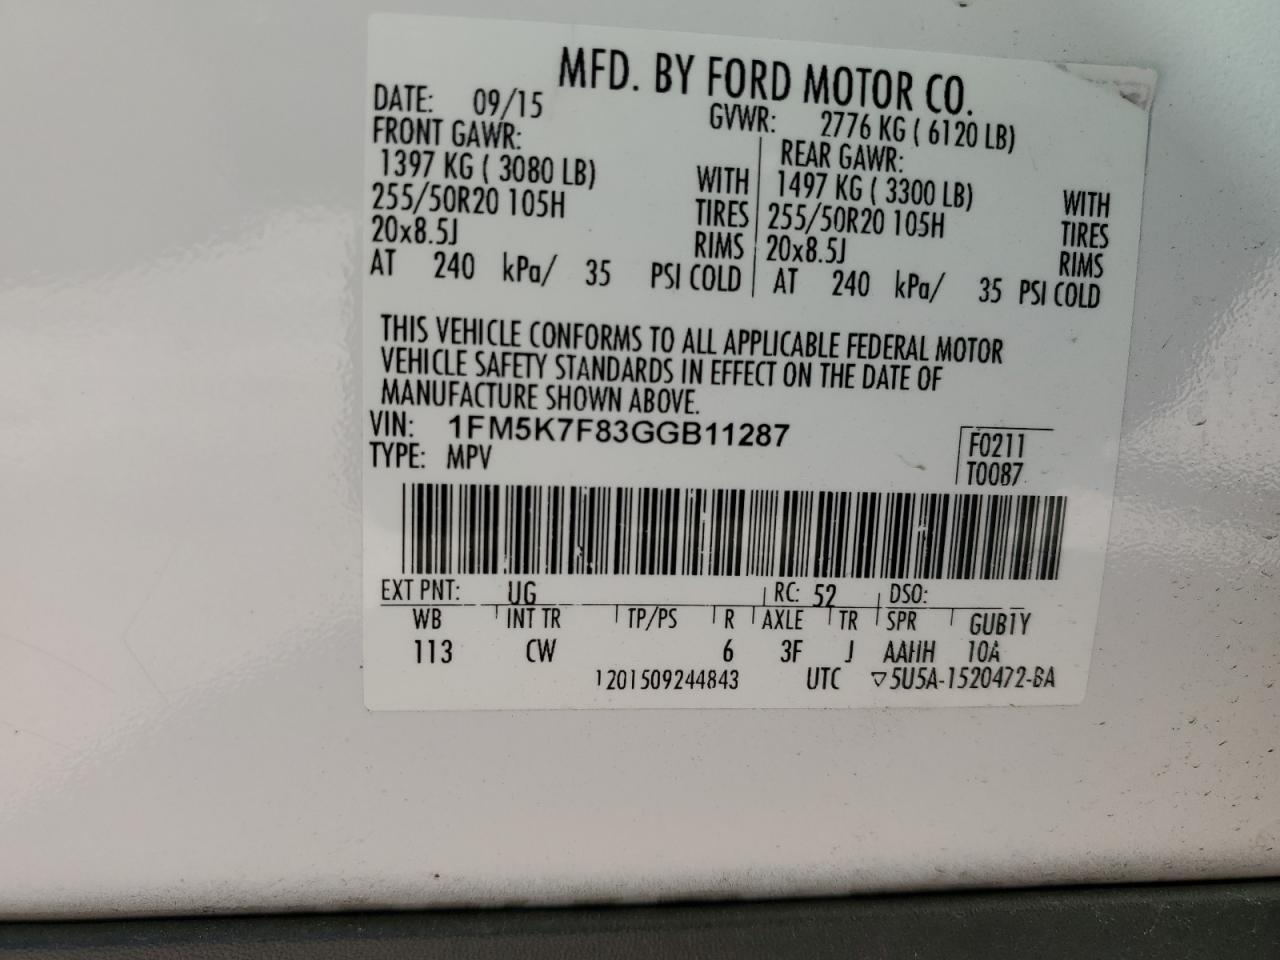 MFD. BY FORD MOTOR CO.
DATE: 09/15 GVWR: 2776 KG ( 6120 LB)
FRONT GAWR: REAR GAWR:
1397 KG ( 3080 LB) WITH 1497 KG ( 3300 LB) WITH
255/50R20 105H TIRES 255/50R20 105H TIRES
20x8.5J RIMS 20x8.5J RIMS
AT 240 kPa/ 35 PSI COLD AT 240 kPa/ 35 PSI COLD
THIS VEHICLE CONFORMS TO ALL APPLICABLE FEDERAL MOTOR
VEHICLE SAFETY STANDARDS IN EFFECT ON THE DATE OF
MANUFACTURE SHOWN ABOVE.
VIN: 1FM5K7F83GGB11287 F0211
TYPE: MPV T0087
EXT PNT: UG RC: 52 DSO:
WB INT TR TP/PS R AXLE TR SPR GUB1Y
113 CW 6 3F J AAHH 10A
1201509244843 UTC ▽5U5A-1520472-BA